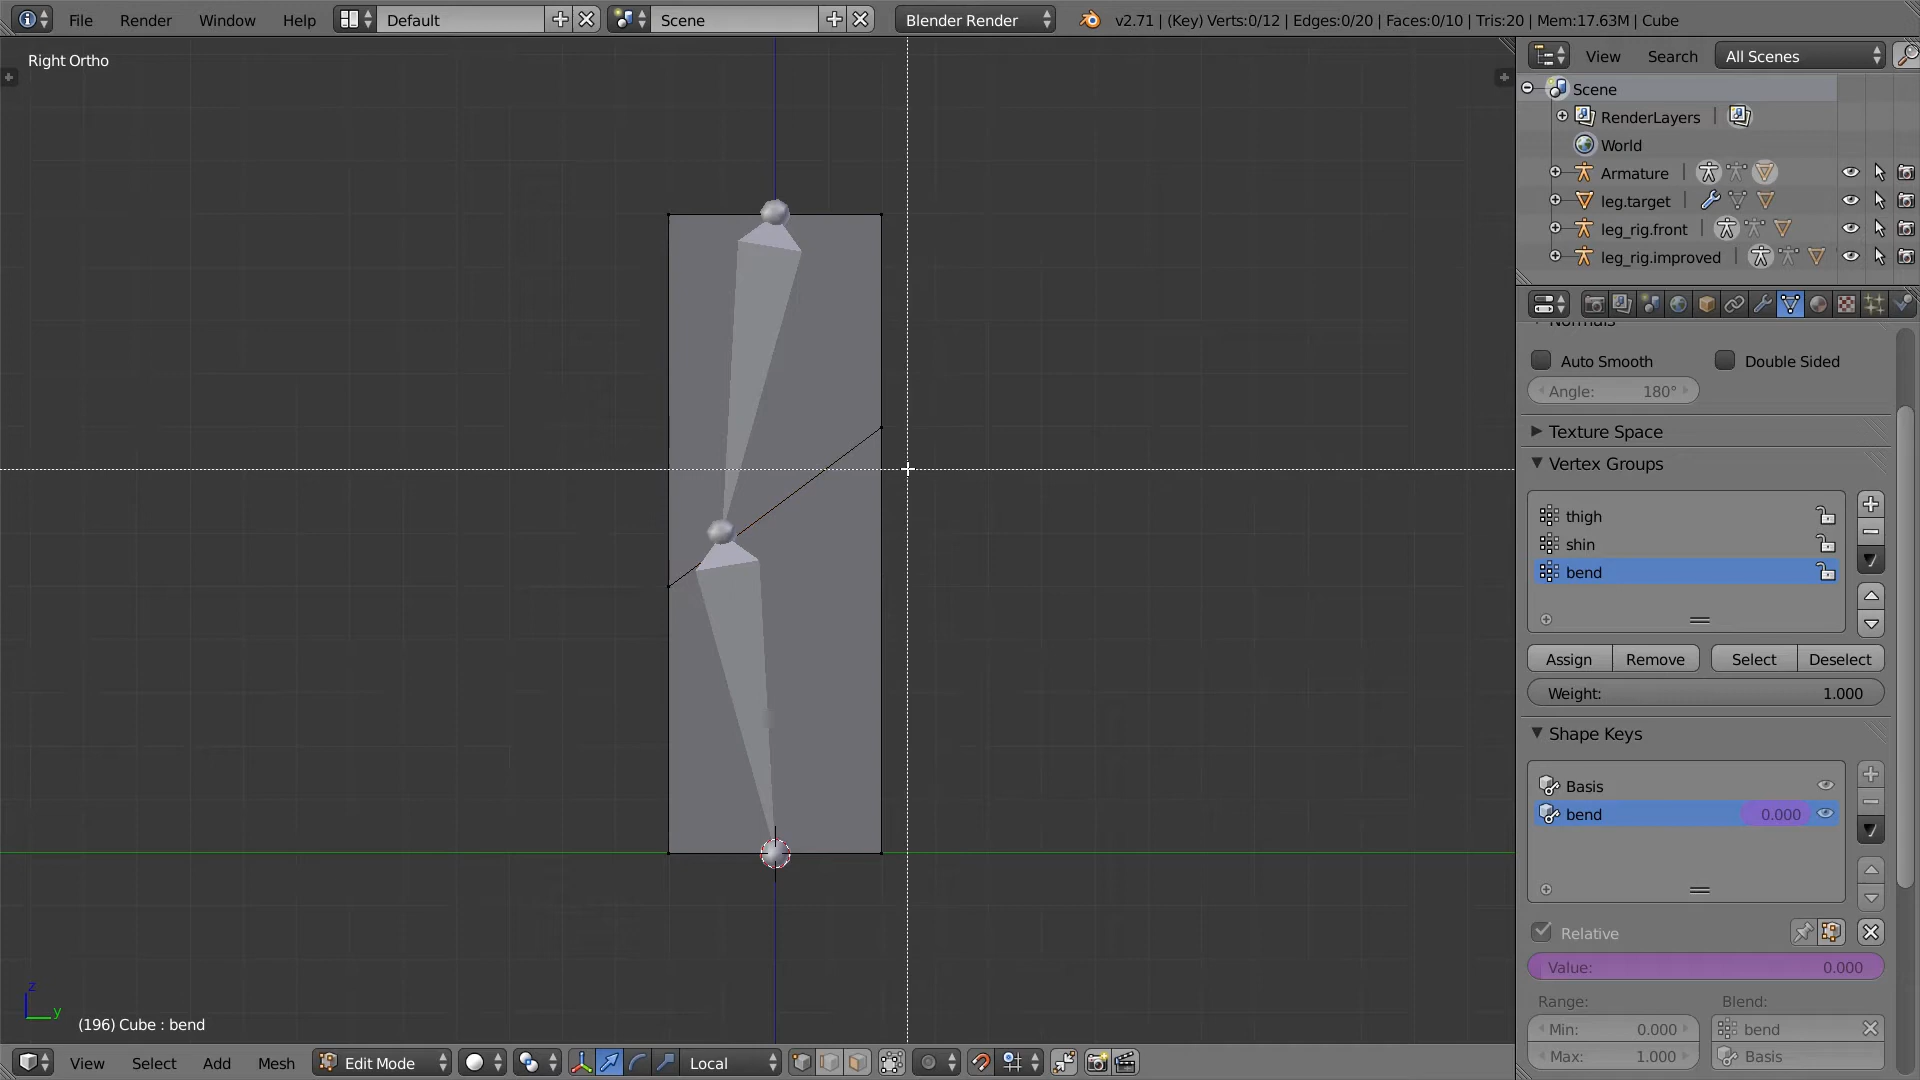 File Render Window Help Default Scene Blender Render v2.71 | (Key) Verts:0/12 | Edges:0/20 | Faces:0/10 | Tris:20 | Mem:17.63M | Cube
Right Ortho
View Search All Scenes
Scene
RenderLayers
World
Armature
leg.target
leg_rig.front
leg_rig.improved
Normals
Auto Smooth Double Sided
Angle: 180°
Texture Space
Vertex Groups
thigh
shin
bend
Assign Remove Select Deselect
Weight: 1.000
Shape Keys
Basis
bend 0.000
Relative
Value: 0.000
Range: Blend:
Min: 0.000 bend
Max: 1.000 Basis
z
y
(196) Cube : bend
View Select Add Mesh Edit Mode Local